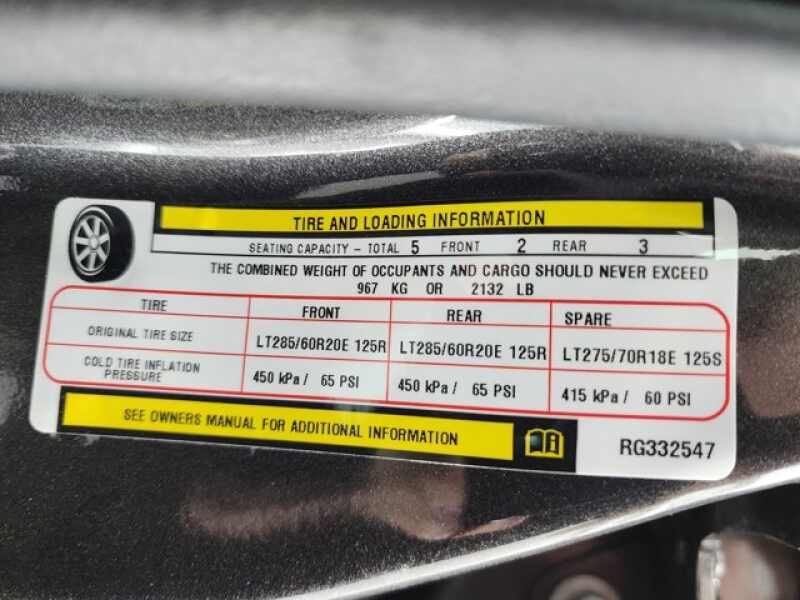 TIRE AND LOADING INFORMATION
SEATING CAPACITY - TOTAL 5 FRONT 2 REAR 3
THE COMBINED WEIGHT OF OCCUPANTS AND CARGO SHOULD NEVER EXCEED
967 KG OR 2132 LB
TIRE FRONT REAR SPARE
ORIGINAL TIRE SIZE LT285/60R20E 125R LT285/60R20E 125R LT275/70R18E 125S
COLD TIRE INFLATION
PRESSURE 450 kPa / 65 PSI 450 kPa / 65 PSI 415 kPa / 60 PSI
SEE OWNERS MANUAL FOR ADDITIONAL INFORMATION
RG332547